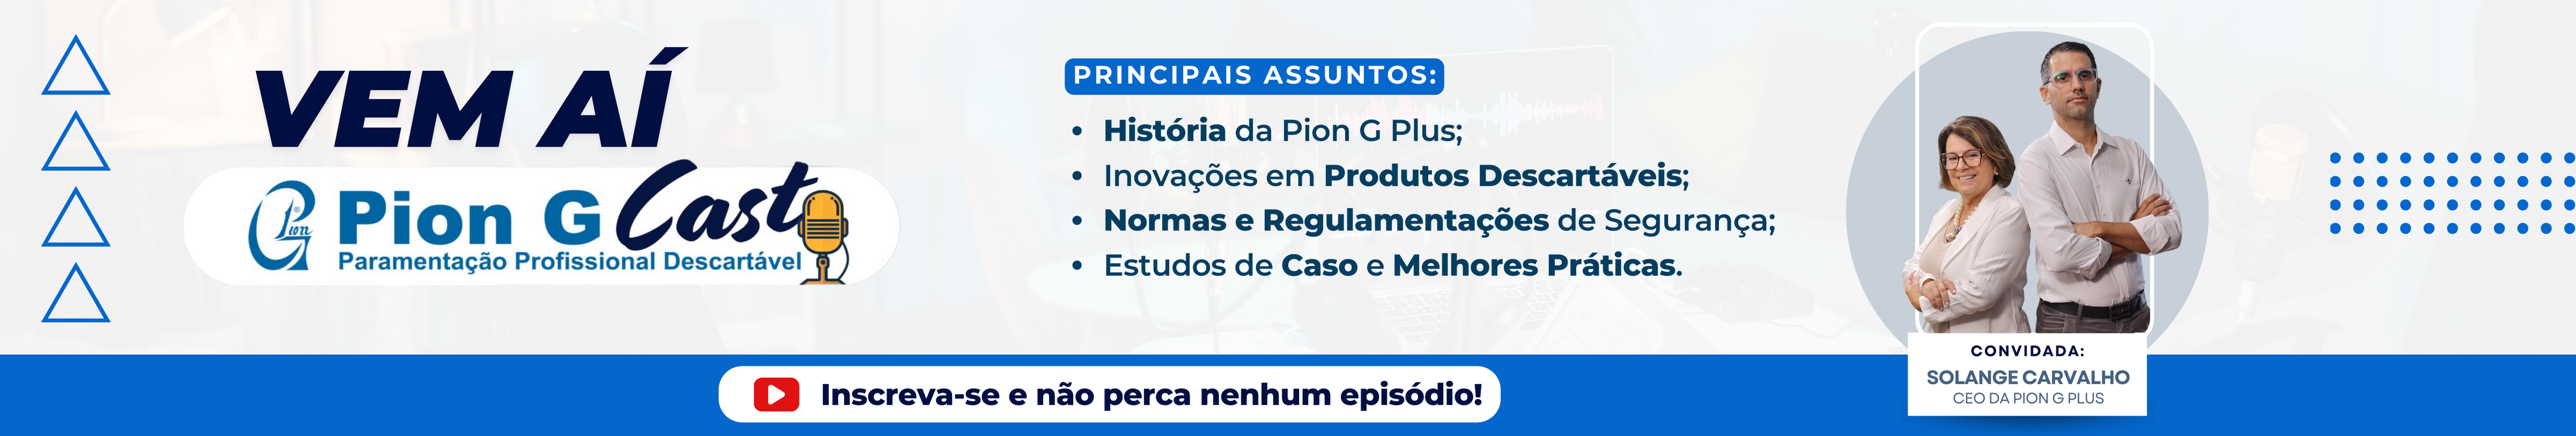 VEM AÍ
Pion
Pion G Cast
Paramentação Profissional Descartável
PRINCIPAIS ASSUNTOS:
• História da Pion G Plus;
• Inovações em Produtos Descartáveis;
• Normas e Regulamentações de Segurança;
• Estudos de Caso e Melhores Práticas.
CONVIDADA:
SOLANGE CARVALHO
CEO DA PION G PLUS
Inscreva-se e não perca nenhum episódio!